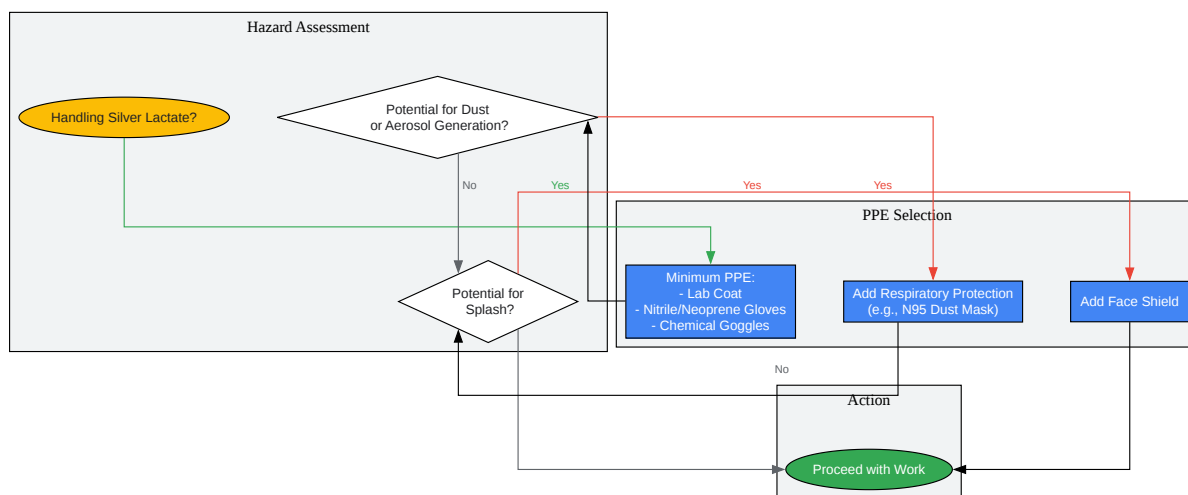 Hazard Assessment
Handling Silver Lactate?
Potential for Dust
or Aerosol Generation?
No
Yes
Yes
Yes
PPE Selection
Potential for
Splash?
Minimum PPE:
- Lab Coat
- Nitrile/Neoprene Gloves
- Chemical Goggles
Add Respiratory Protection
(e.g., N95 Dust Mask)
Add Face Shield
No
Action
Proceed with Work